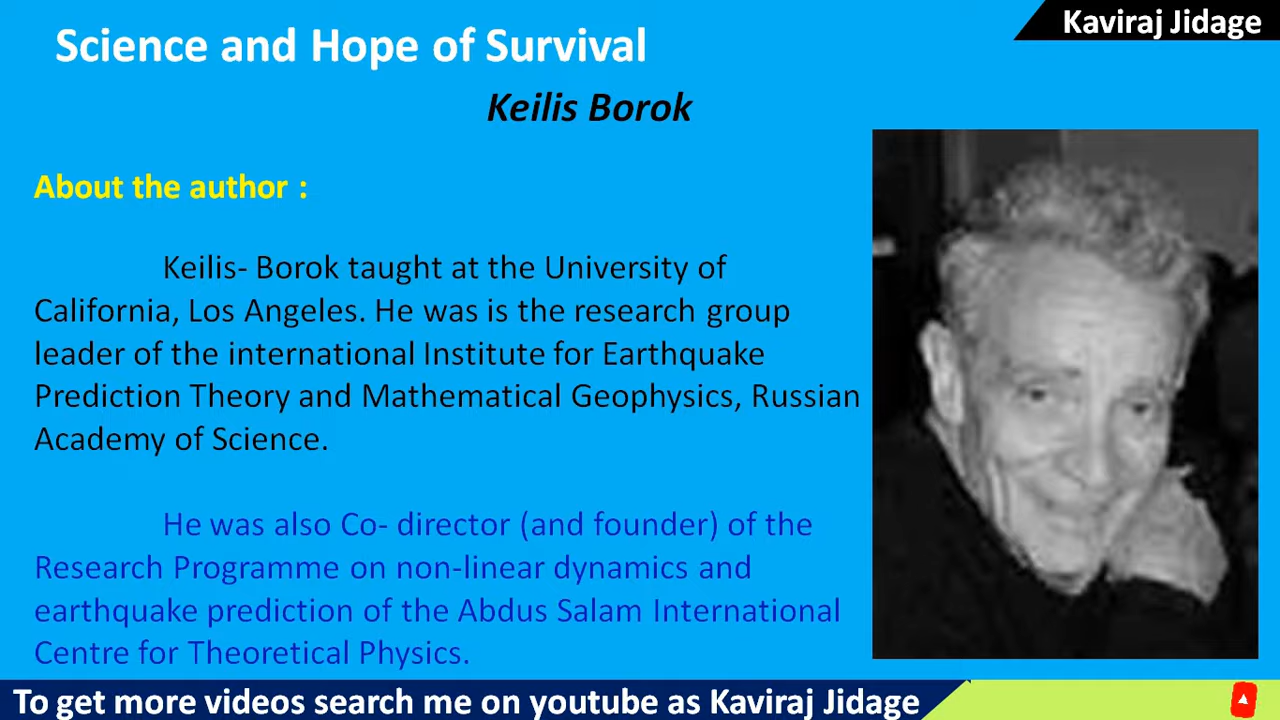 Science and Hope of Survival
Kaviraj Jidage
Keilis Borok
About the author :
Keilis- Borok taught at the University of
California, Los Angeles. He was is the research group
leader of the international Institute for Earthquake
Prediction Theory and Mathematical Geophysics, Russian
Academy of Science.
He was also Co- director (and founder) of the
Research Programme on non-linear dynamics and
earthquake prediction of the Abdus Salam International
Centre for Theoretical Physics.
To get more videos search me on youtube as Kaviraj Jidage